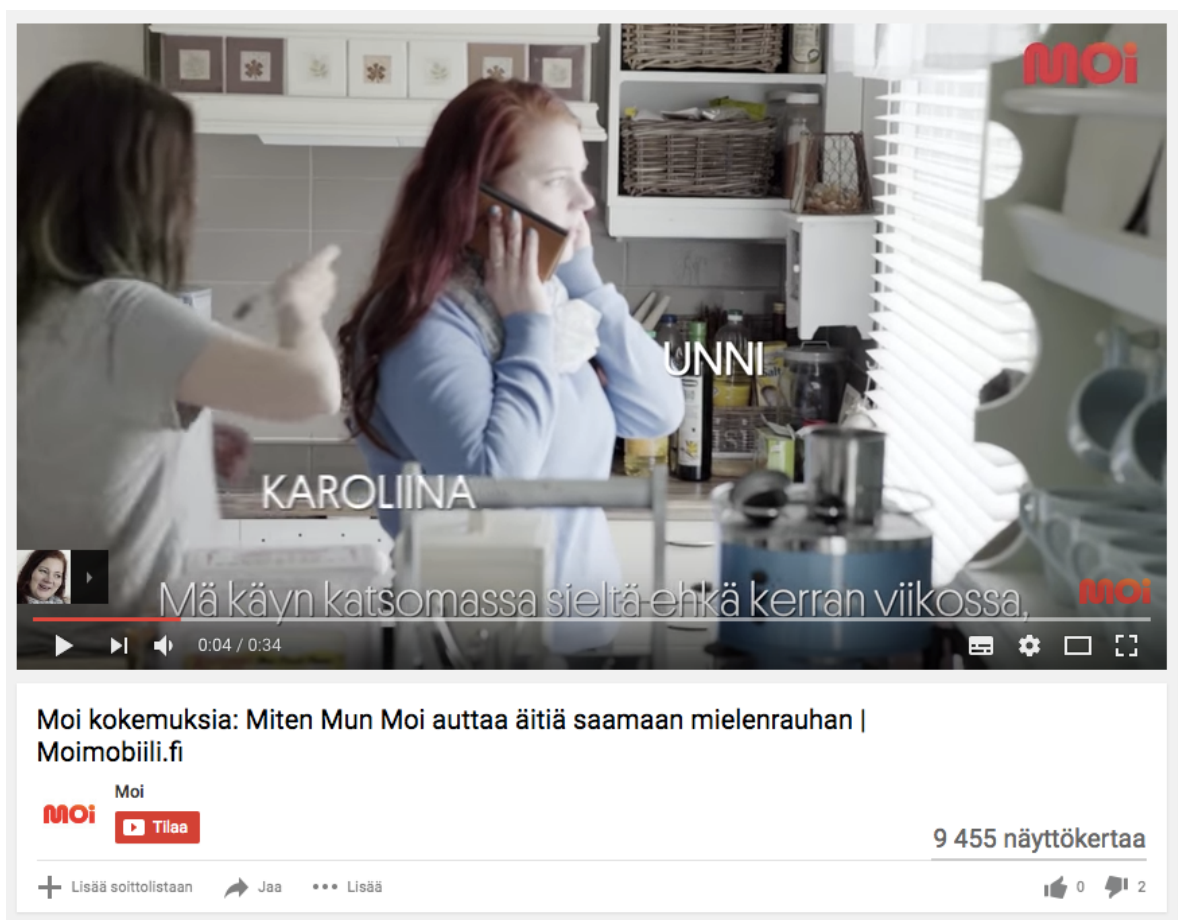 MOi
UNNI
KAROLIINA
Mä käyn katsomassa sieltä ehkä kerran viikossa,
MOi
0:04 / 0:34
Moi kokemuksia: Miten Mun Moi auttaa äitiä saamaan mielenrauhan |
Moimobiili.fi
Moi
MOi
Tilaa
9 455 näyttökertaa
Lisää soittolistaan
Jaa
Lisää
0
2